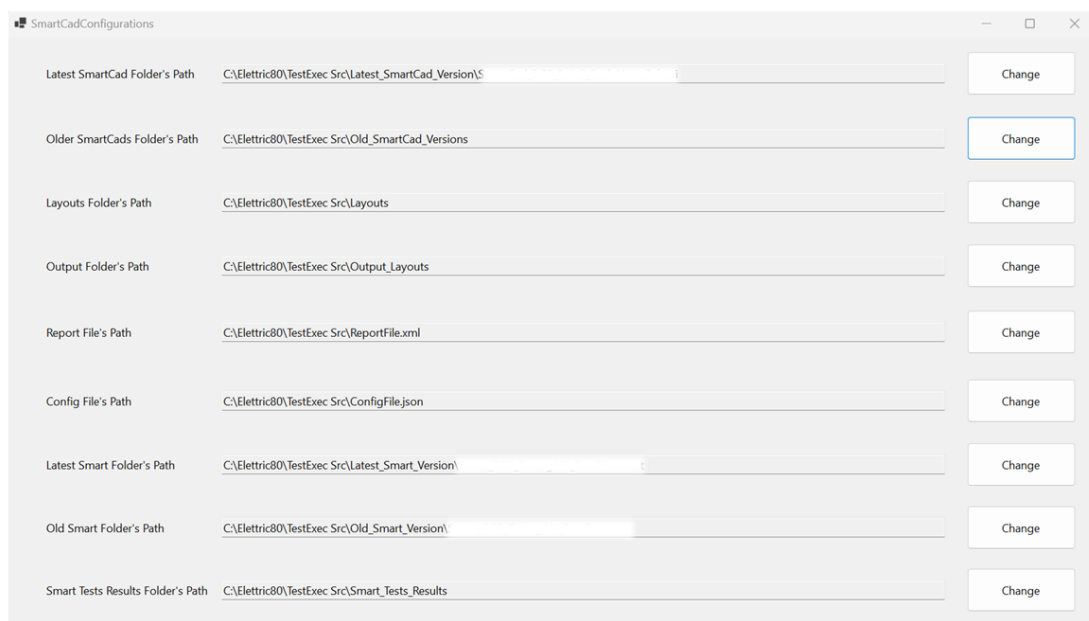 SmartCadConfigurations
Latest SmartCad Folder's Path C:\Elettric80\TestExec Src\Latest_SmartCad_Version\S Change
Older SmartCads Folder's Path C:\Elettric80\TestExec Src\Old_SmartCad_Versions Change
Layouts Folder's Path C:\Elettric80\TestExec Src\Layouts Change
Output Folder's Path C:\Elettric80\TestExec Src\Output_Layouts Change
Report File's Path C:\Elettric80\TestExec Src\ReportFile.xml Change
Config File's Path C:\Elettric80\TestExec Src\ConfigFile.json Change
Latest Smart Folder's Path C:\Elettric80\TestExec Src\Latest_Smart_Version\ Change
Old Smart Folder's Path C:\Elettric80\TestExec Src\Old_Smart_Version\ Change
Smart Tests Results Folder's Path C:\Elettric80\TestExec Src\Smart_Tests_Results Change